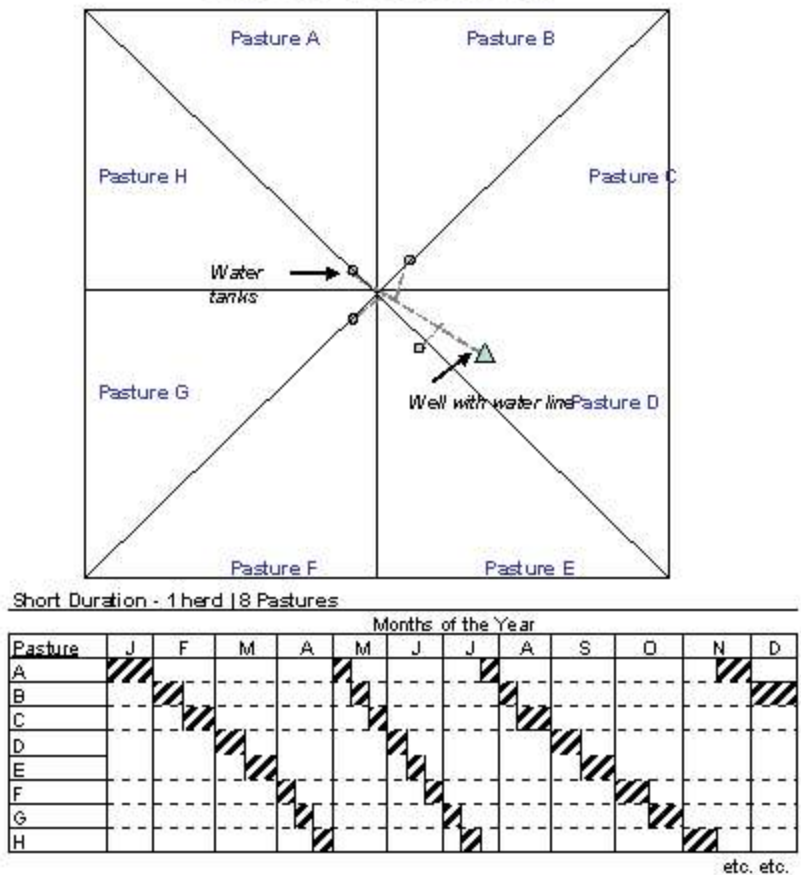 Pasture A Pasture B
Pasture H Pasture C
Water
tanks
Pasture G
Well with water line Pasture D
Pasture F Pasture E
Short Duration - 1 herd | 8 Pastures
Months of the Year
Pasture J F M A M J J A S O N D
A
B
C
D
E
F
G
H
etc. etc.